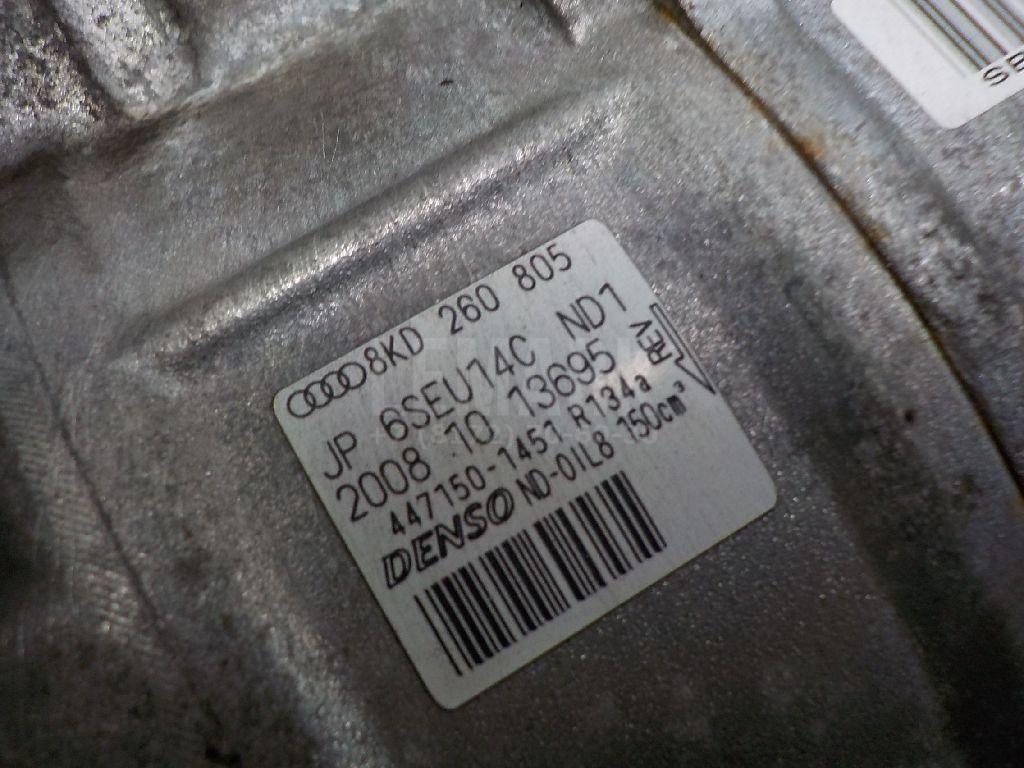 8KD 260 805
JP 6SEU14C ND1
2008 10 13695 REV
447150-1451 R134a
DENSO ND-OIL8 150cm³